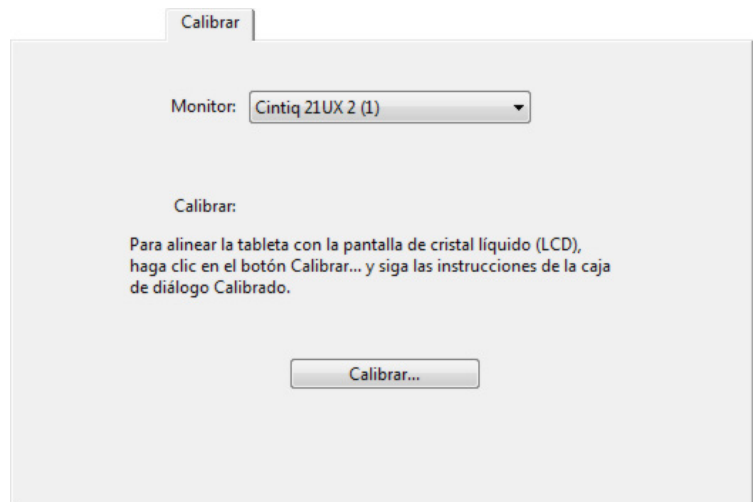 Calibrar
Monitor: Cintiq 21UX 2 (1)
Calibrar:
Para alinear la tableta con la pantalla de cristal líquido (LCD),
haga clic en el botón Calibrar... y siga las instrucciones de la caja
de diálogo Calibrado.
Calibrar...